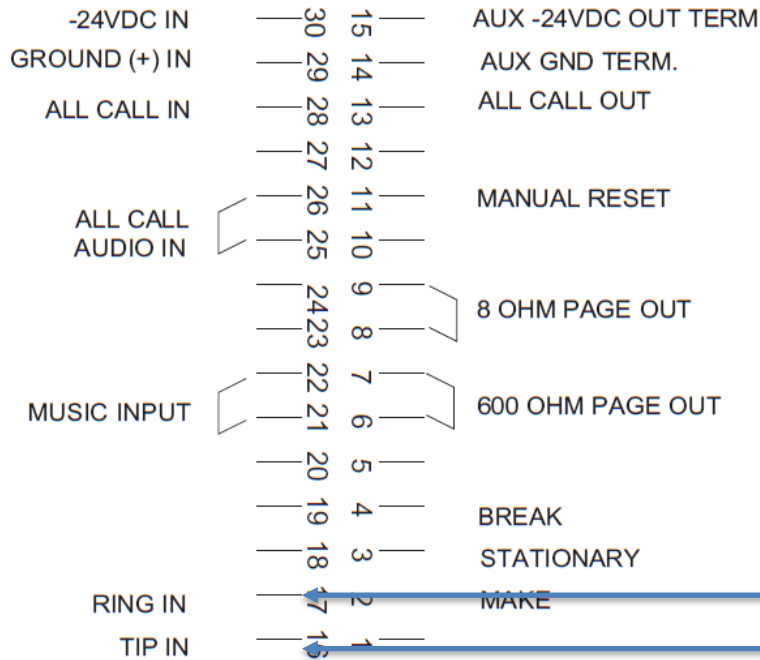 -24VDC IN 30 15 AUX -24VDC OUT TERM
GROUND (+) IN 29 14 AUX GND TERM.
ALL CALL IN 28 13 ALL CALL OUT
27 12
26 11 MANUAL RESET
ALL CALL
AUDIO IN 25 10
24 9
8 OHM PAGE OUT
23 8
22 7
MUSIC INPUT 600 OHM PAGE OUT
21 6
20 5
19 4 BREAK
18 3 STATIONARY
RING IN 17 2 MAKE
TIP IN 16 1